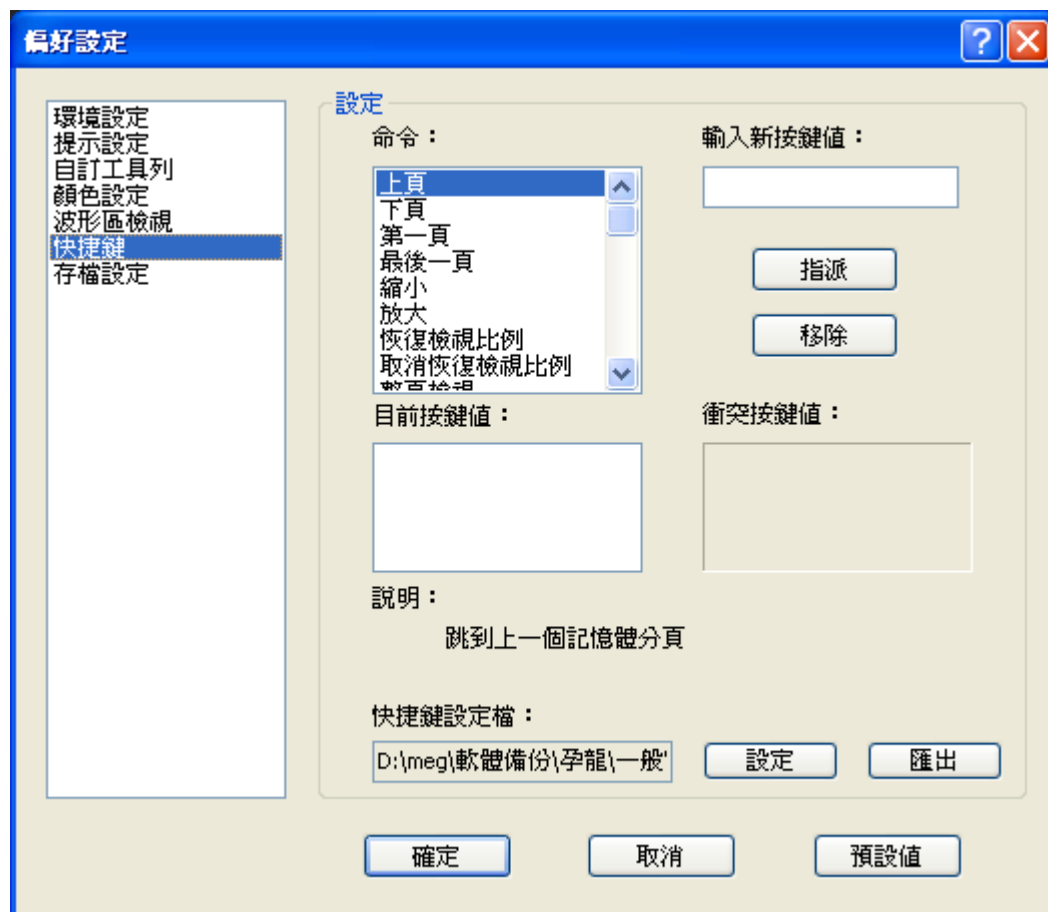 偏好設定
環境設定
提示設定
自訂工具列
顏色設定
波形區檢視
快捷鍵
存檔設定
設定
命令：
上頁
下頁
第一頁
最後一頁
縮小
放大
恢復檢視比例
取消恢復檢視比例
整頁檢視
輸入新按鍵值：
指派
移除
目前按鍵值：
衝突按鍵值：
說明：
跳到上一個記憶體分頁
快捷鍵設定檔：
D:\meg\軟體備份\孕龍\一般
設定
匯出
確定
取消
預設值